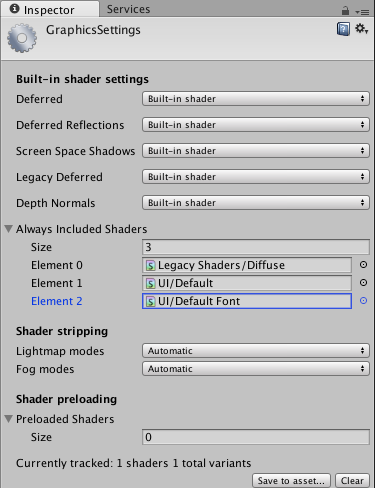 Inspector Services
GraphicsSettings
Built-in shader settings
Deferred Built-in shader
Deferred Reflections Built-in shader
Screen Space Shadows Built-in shader
Legacy Deferred Built-in shader
Depth Normals Built-in shader
Always Included Shaders
Size 3
Element 0 Legacy Shaders/Diffuse
Element 1 UI/Default
Element 2 UI/Default Font
Shader stripping
Lightmap modes Automatic
Fog modes Automatic
Shader preloading
Preloaded Shaders
Size 0
Currently tracked: 1 shaders 1 total variants
Save to asset... Clear